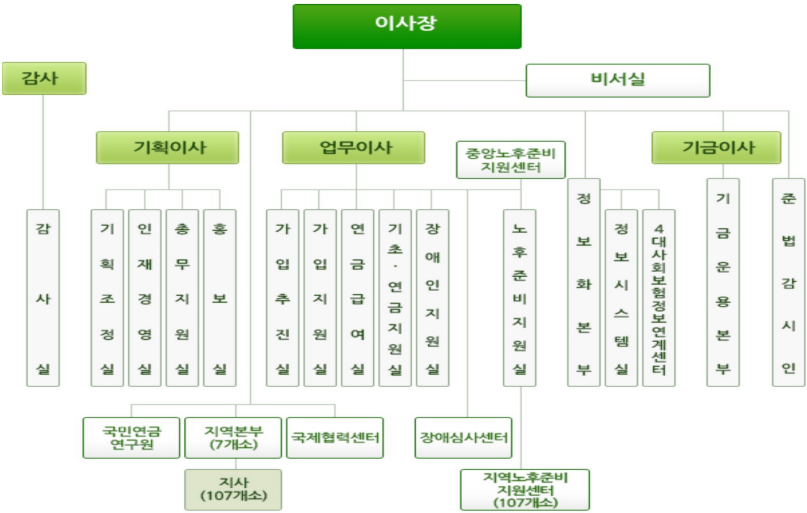 이사장
감사
비서실
기획이사
업무이사
중앙노후준비
지원센터
기금이사
감사실
기획조정실
인재경영실
총무지원실
홍보실
가입추진실
가입지원실
연금급여실
기초·연금지원실
장애인지원실
노후준비지원실
정보화본부
정보시스템실
4대사회보험정보연계센터
기금운용본부
준법감시인
국민연금
연구원
지역본부
(7개소)
국제협력센터
장애심사센터
지사
(107개소)
지역노후준비
지원센터
(107개소)